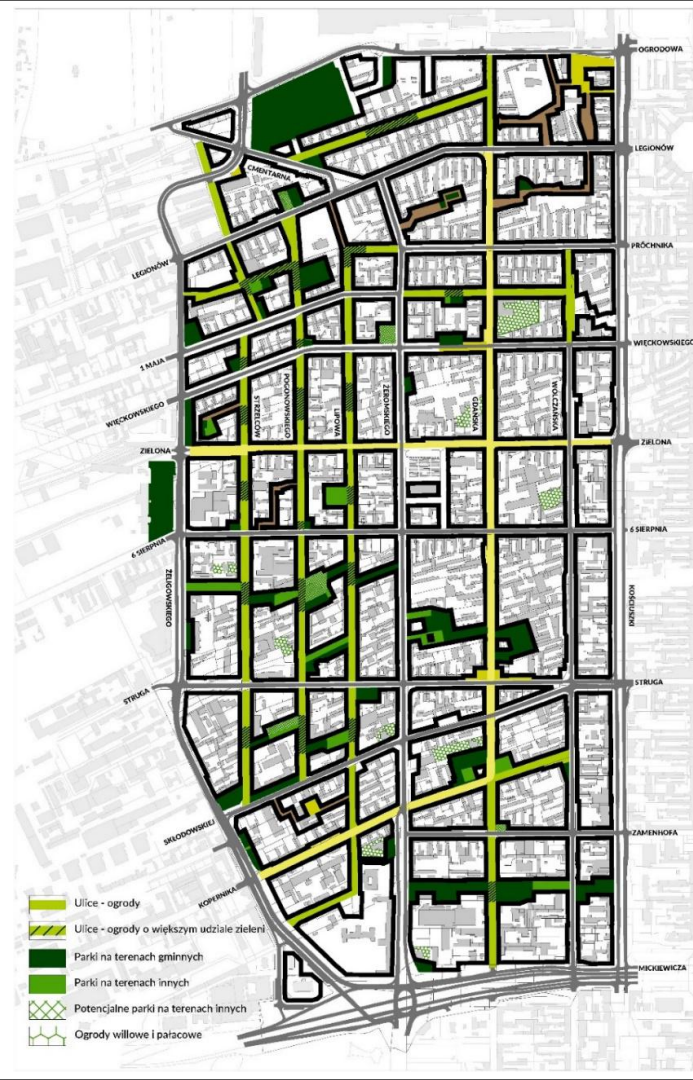 OGRODOWA
LEGIONÓW
CMENTARNA
LEGIONÓW
PRÓCHNIKA
1 MAJA
WIĘCKOWSKIEGO
WIĘCKOWSKIEGO
STRZELCÓW
POGONOWSKIEGO
LIPOWA
ŻEROMSKIEGO
GDAŃSKA
WÓLCZAŃSKA
ZIELONA
ZIELONA
6 SIERPNIA
6 SIERPNIA
ŻELIGOWSKIEGO
KOŚCIUSZKI
STRUGA
STRUGA
SKŁODOWSKIEJ
ZAMENHOFA
KOPERNIKA
MICKIEWICZA
Ulice - ogrody
Ulice - ogrody o większym udziale zieleni
Parki na terenach gminnych
Parki na terenach innych
Potencjalne parki na terenach innych
Ogrody willowe i pałacowe